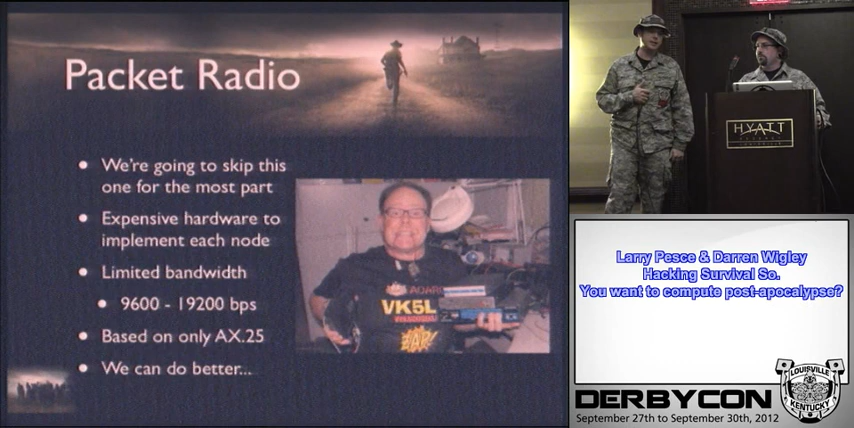 Packet Radio
We're going to skip this
one for the most part
Expensive hardware to
implement each node
Limited bandwidth
9600 - 19200 bps
Based on only AX.25
We can do better...
VK5L
HYATT
Larry Pesce & Darren Wigley
Hacking Survival So.
You want to compute post-apocalypse?
DERBYCON
September 27th to September 30th, 2012
LOUISVILLE
KENTUCKY